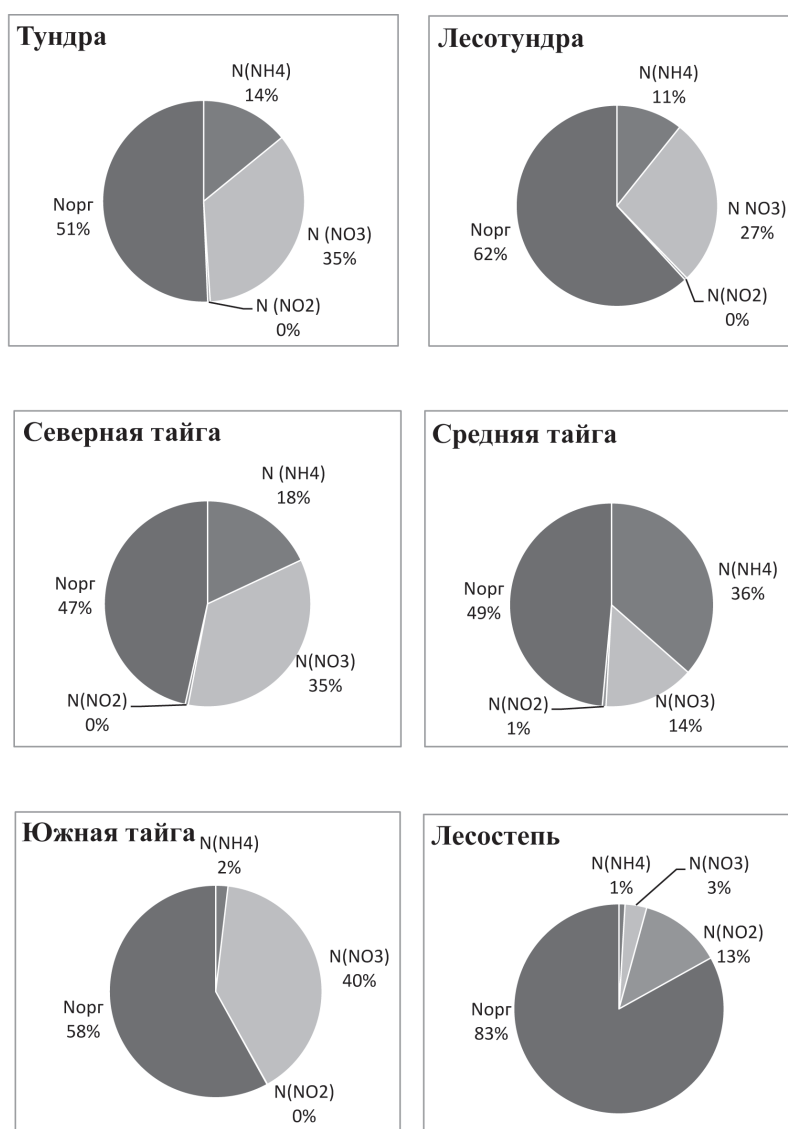 Тундра
N(NH4)
14%
N (NO3)
35%
N (NO2)
0%
Nорг
51%
Лесотундра
N(NH4)
11%
N NO3)
27%
N(NO2)
0%
Nорг
62%
Северная тайга
N (NH4)
18%
N(NO3)
35%
N(NO2)
0%
Nорг
47%
Средняя тайга
N(NH4)
36%
N(NO3)
14%
N(NO2)
1%
Nорг
49%
Южная тайга
N(NH4)
2%
N(NO3)
40%
N(NO2)
0%
Nорг
58%
Лесостепь
N(NH4)
1%
N(NO3)
3%
N(NO2)
13%
Nорг
83%